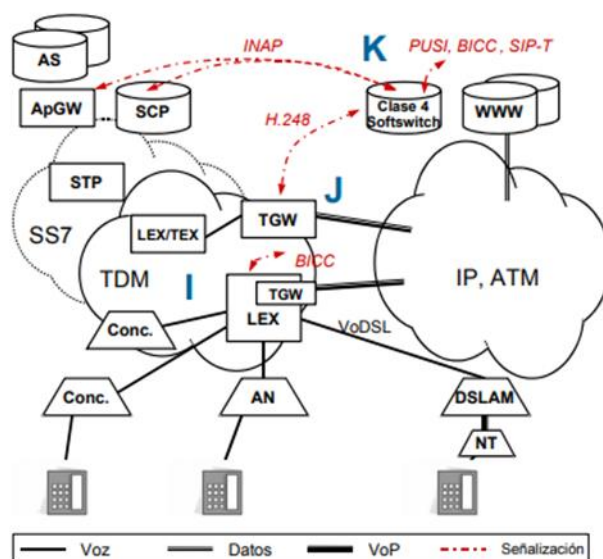 K
AS
INAP
PUSI, BICC, SIP-T
ApGW
SCP
Clase 4
Softswitch
WWW
H.248
STP
J
LEX/TEX
TGW
SS7
TDM
I
BICC
TGW
LEX
IP, ATM
Conc.
VoDSL
Conc.
AN
DSLAM
NT
Voz
Datos
VoP
Señalización